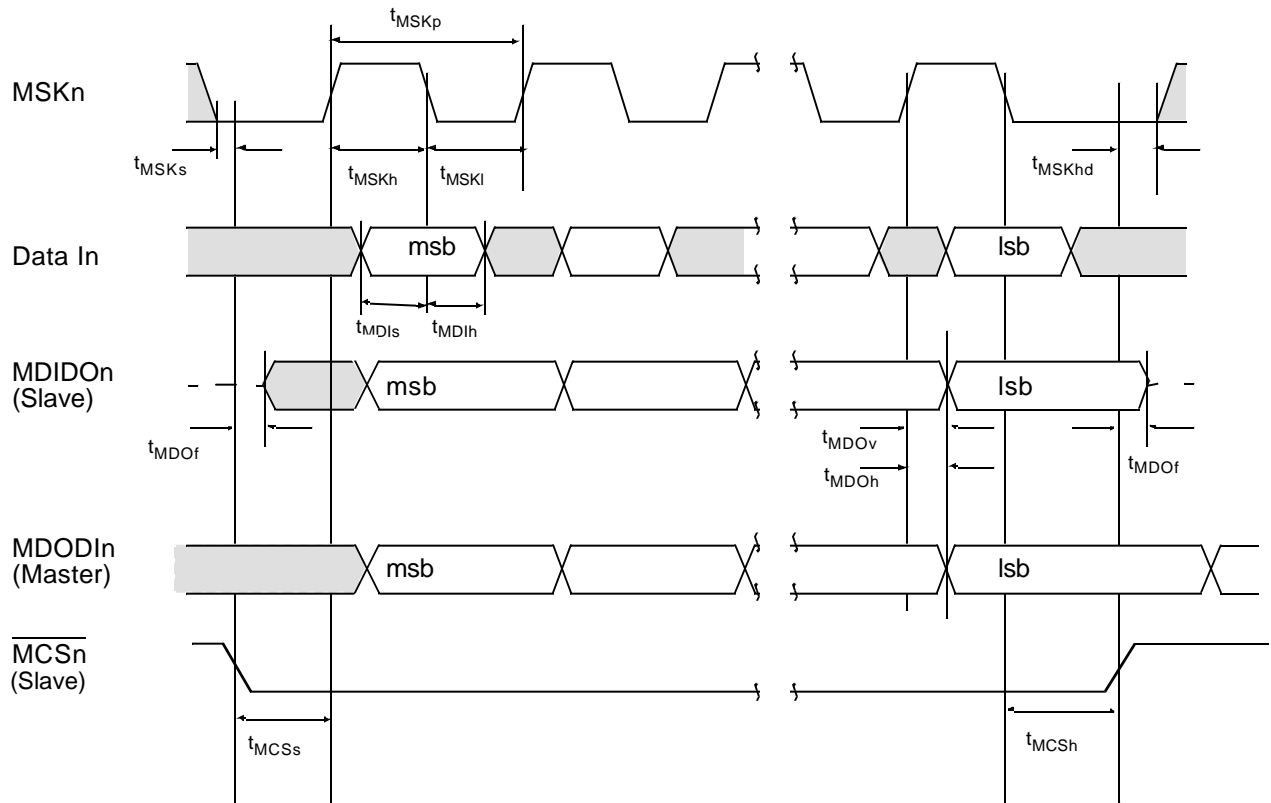 tMSKp
MSKn
tMSKs
tMSKh
tMSKl
tMSKhd
Data In
msb
lsb
tMDIs
tMDIh
MDIDOn
(Slave)
msb
lsb
tMDOf
tMDOv
tMDOf
tMDOh
MDODIn
(Master)
msb
lsb
MCSn
(Slave)
tMCSs
tMCSh